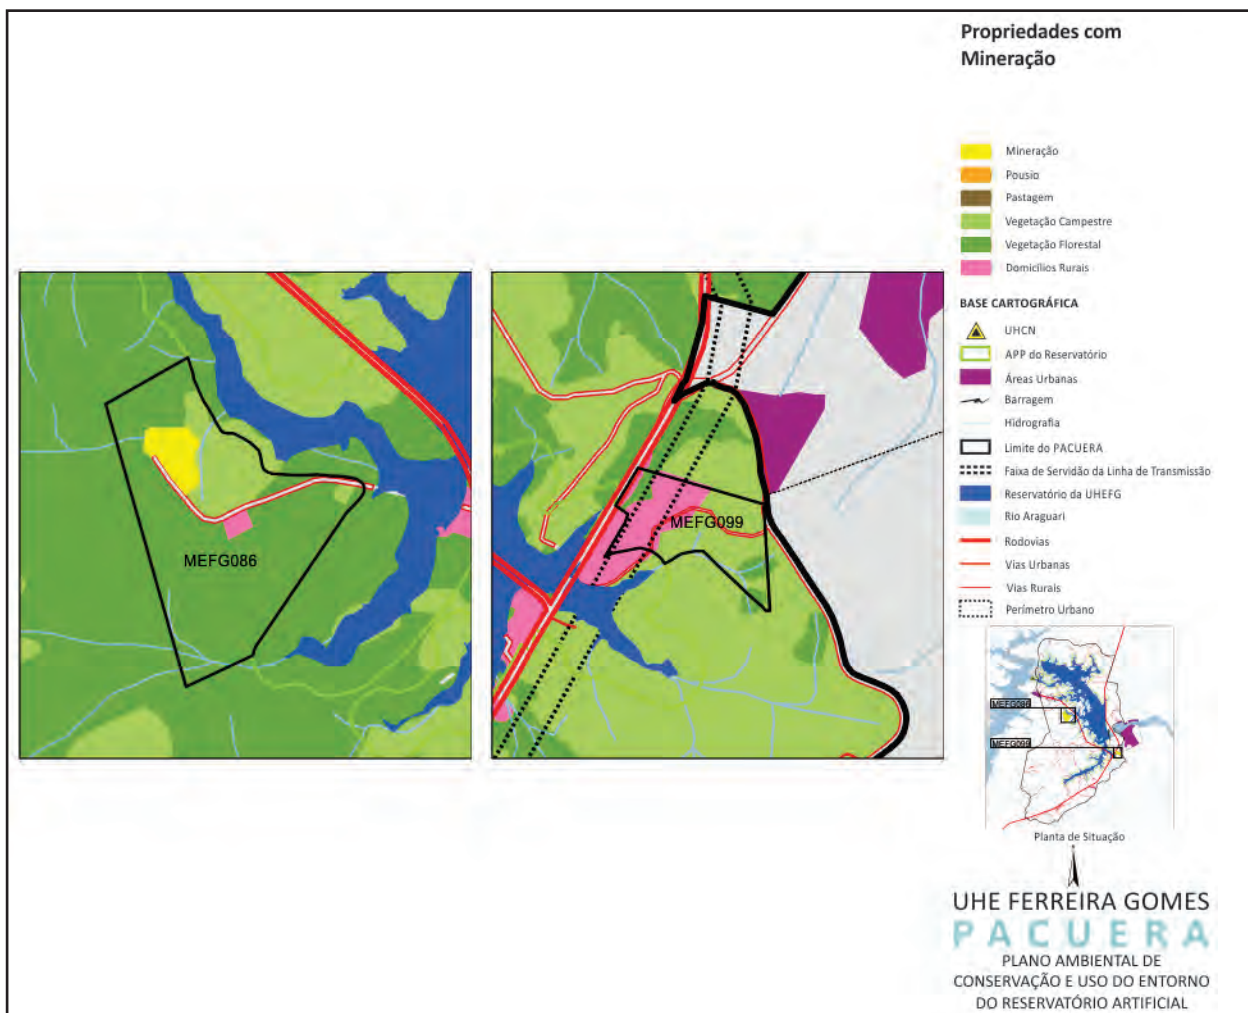 Propriedades com
Mineração
Mineração
Pousio
Pastagem
Vegetação Campestre
Vegetação Florestal
Domicílios Rurais
BASE CARTOGRÁFICA
UHCN
APP do Reservatório
Áreas Urbanas
Barragem
Hidrografia
Limite do PACUERA
Faixa de Servidão da Linha de Transmissão
Reservatório da UHEFG
Rio Araguari
Rodovias
Vias Urbanas
Vias Rurais
Perímetro Urbano
MEFG086
MEFG099
MEFG086
MEFG099
Planta de Situação
UHE FERREIRA GOMES
PACUERA
PLANO AMBIENTAL DE
CONSERVAÇÃO E USO DO ENTORNO
DO RESERVATÓRIO ARTIFICIAL